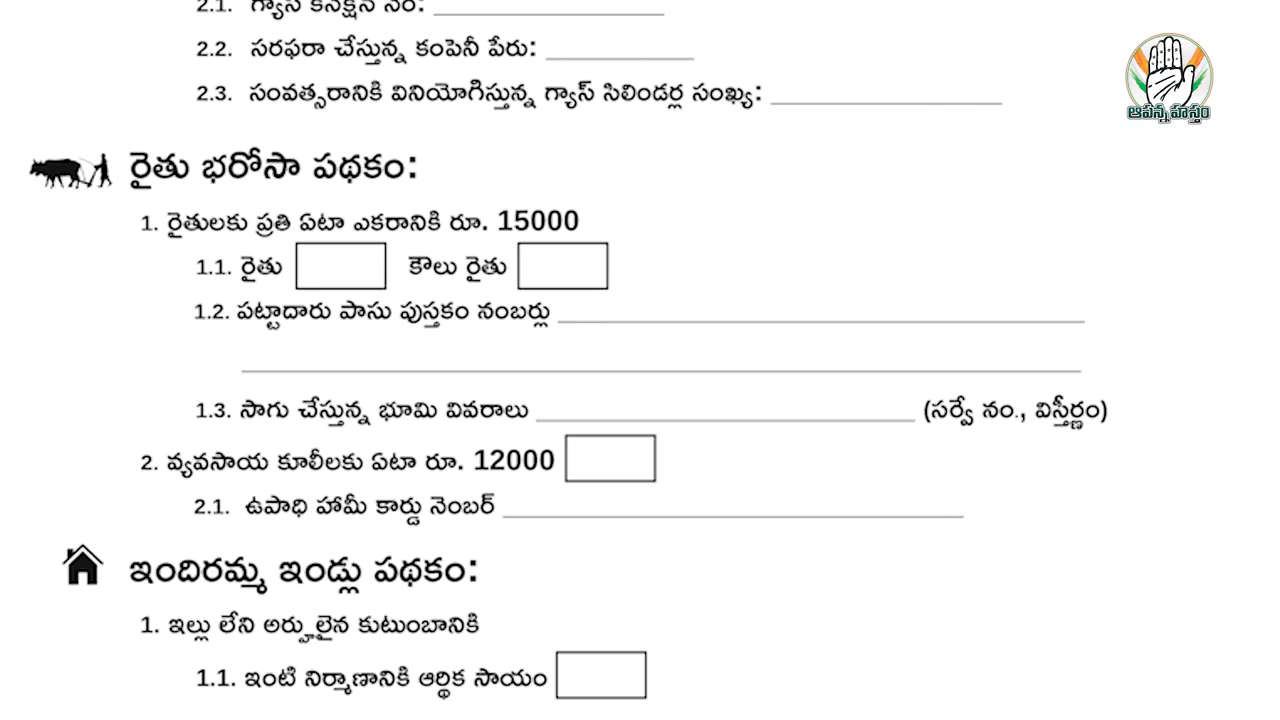 2.1. గ్యాస్ కనెక్షన్ నెం:
2.2. సరఫరా చేస్తున్న కంపెనీ పేరు:
2.3. సంవత్సరానికి వినియోగిస్తున్న గ్యాస్ సిలిండర్ల సంఖ్య:
ఆపన్న హస్తం
రైతు భరోసా పథకం:
1. రైతులకు ప్రతి ఏటా ఎకరానికి రూ. 15000
1.1. రైతు కౌలు రైతు
1.2. పట్టాదారు పాసు పుస్తకం నంబర్లు
1.3. సాగు చేస్తున్న భూమి వివరాలు (సర్వే నం., విస్తీర్ణం)
2. వ్యవసాయ కూలీలకు ఏటా రూ. 12000
2.1. ఉపాధి హామీ కార్డు నెంబర్
ఇందిరమ్మ ఇండ్లు పథకం:
1. ఇల్లు లేని అర్హులైన కుటుంబానికి
1.1. ఇంటి నిర్మాణానికి ఆర్థిక సాయం